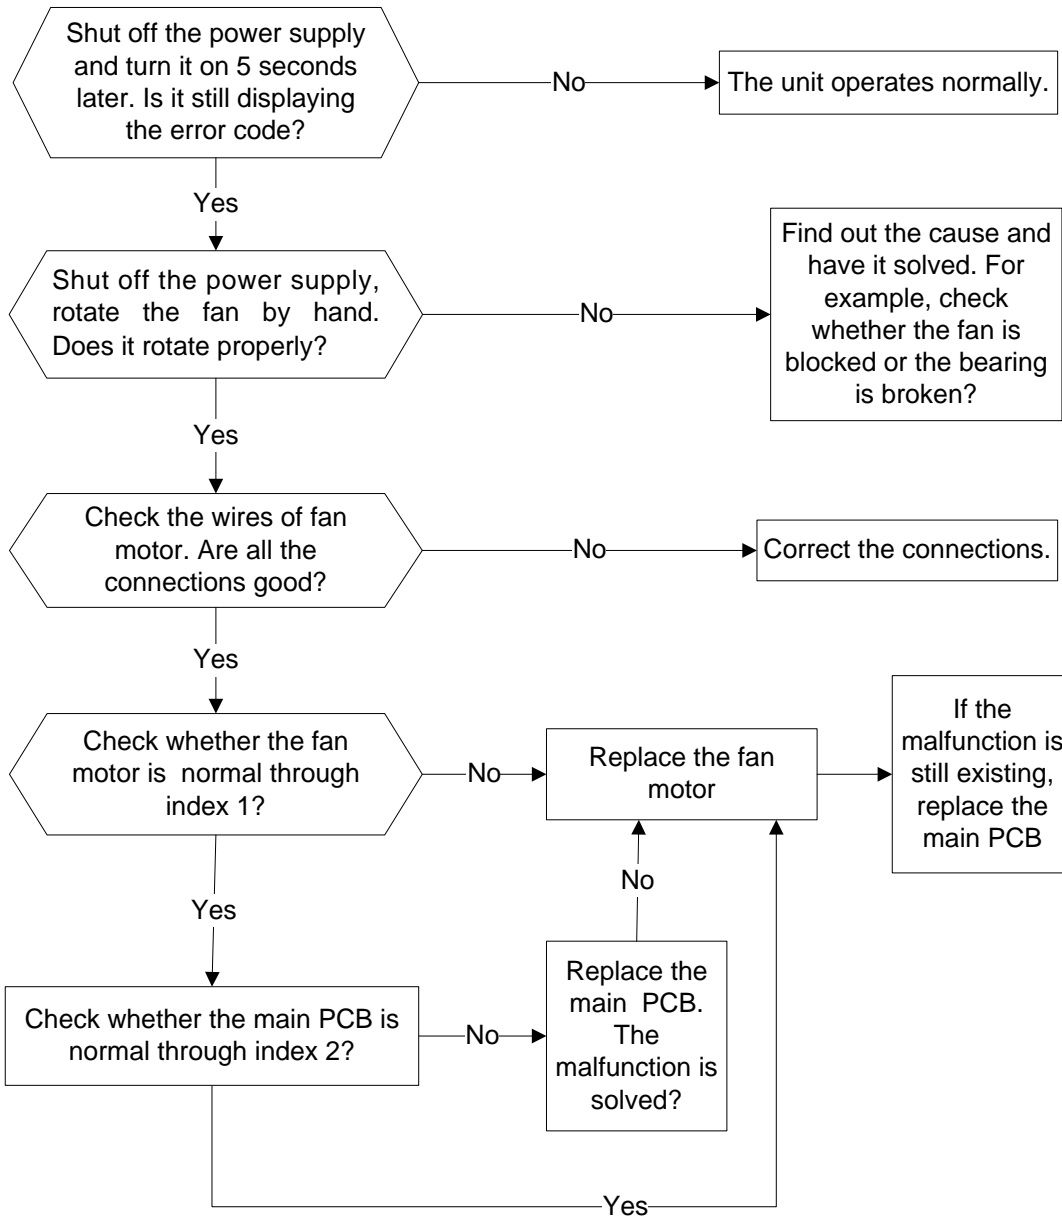 Shut off the power supply
and turn it on 5 seconds
later. Is it still displaying
the error code?
No
The unit operates normally.
Yes
Shut off the power supply,
rotate the fan by hand.
Does it rotate properly?
No
Find out the cause and
have it solved. For
example, check
whether the fan is
blocked or the bearing
is broken?
Yes
Check the wires of fan
motor. Are all the
connections good?
No
Correct the connections.
Yes
Check whether the fan
motor is normal through
index 1?
No
Replace the fan
motor
If the
malfunction is
still existing,
replace the
main PCB
Yes
No
Check whether the main PCB is
normal through index 2?
No
Replace the
main PCB.
The
malfunction is
solved?
Yes